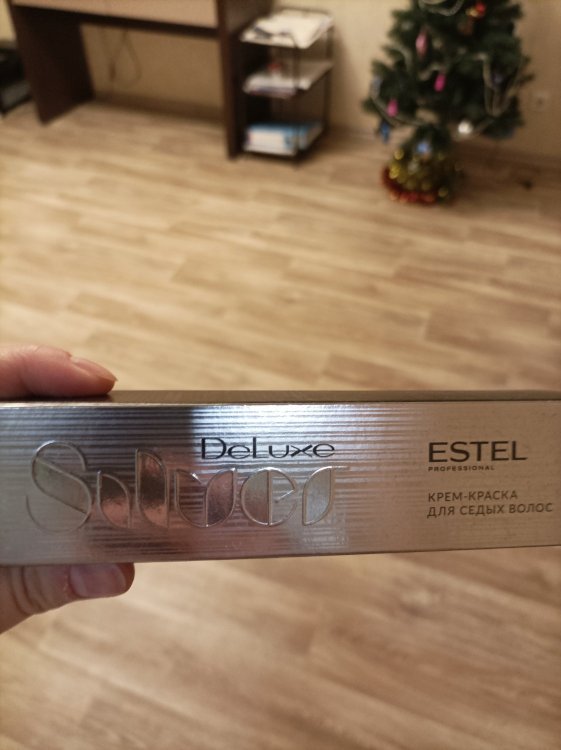 DeLuxe
Silver
ESTEL
PROFESSIONAL
КРЕМ-КРАСКА
ДЛЯ СЕДЫХ ВОЛОС